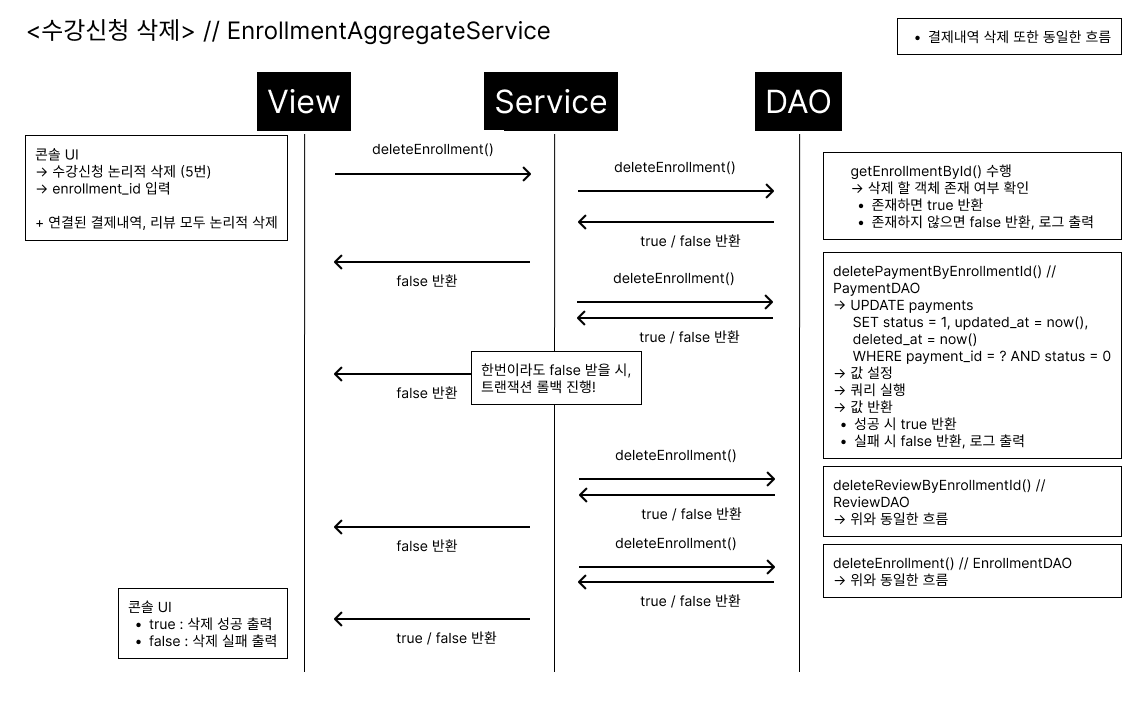 <수강신청 삭제> // EnrollmentAggregateService
• 결제내역 삭제 또한 동일한 흐름
View
Service
DAO
콘솔 UI
→ 수강신청 논리적 삭제 (5번)
→ enrollment_id 입력
+ 연결된 결제내역, 리뷰 모두 논리적 삭제
deleteEnrollment()
deleteEnrollment()
true / false 반환
getEnrollmentById() 수행
→ 삭제 할 객체 존재 여부 확인
• 존재하면 true 반환
• 존재하지 않으면 false 반환, 로그 출력
false 반환
deleteEnrollment()
true / false 반환
deletePaymentByEnrollmentId() //
PaymentDAO
→ UPDATE payments
SET status = 1, updated_at = now(),
deleted_at = now()
WHERE payment_id = ? AND status = 0
→ 값 설정
→ 쿼리 실행
→ 값 반환
• 성공 시 true 반환
• 실패 시 false 반환, 로그 출력
한번이라도 false 받을 시,
트랜잭션 롤백 진행!
false 반환
deleteEnrollment()
true / false 반환
deleteReviewByEnrollmentId() //
ReviewDAO
→ 위와 동일한 흐름
false 반환
deleteEnrollment()
true / false 반환
deleteEnrollment() // EnrollmentDAO
→ 위와 동일한 흐름
콘솔 UI
• true : 삭제 성공 출력
• false : 삭제 실패 출력
true / false 반환